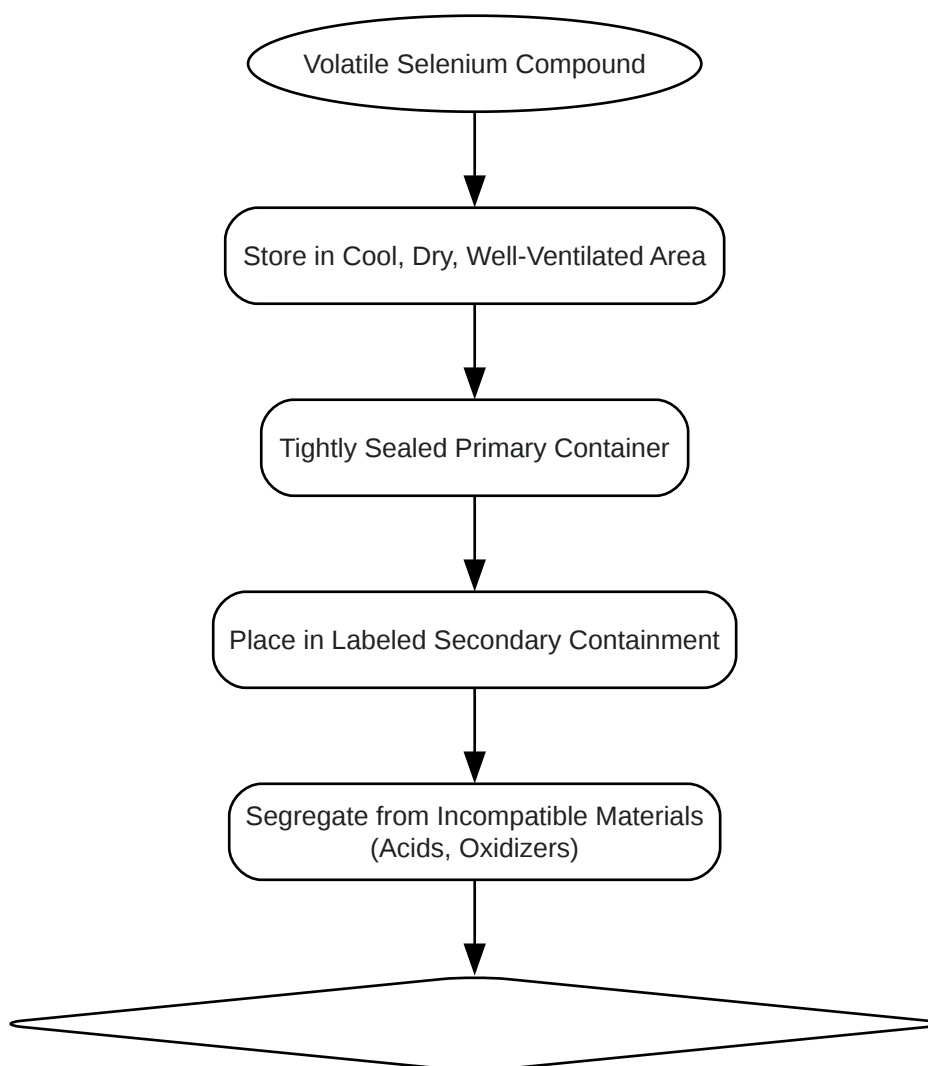 Volatile Selenium Compound
Store in Cool, Dry, Well-Ventilated Area
Tightly Sealed Primary Container
Place in Labeled Secondary Containment
Segregate from Incompatible Materials
(Acids, Oxidizers)